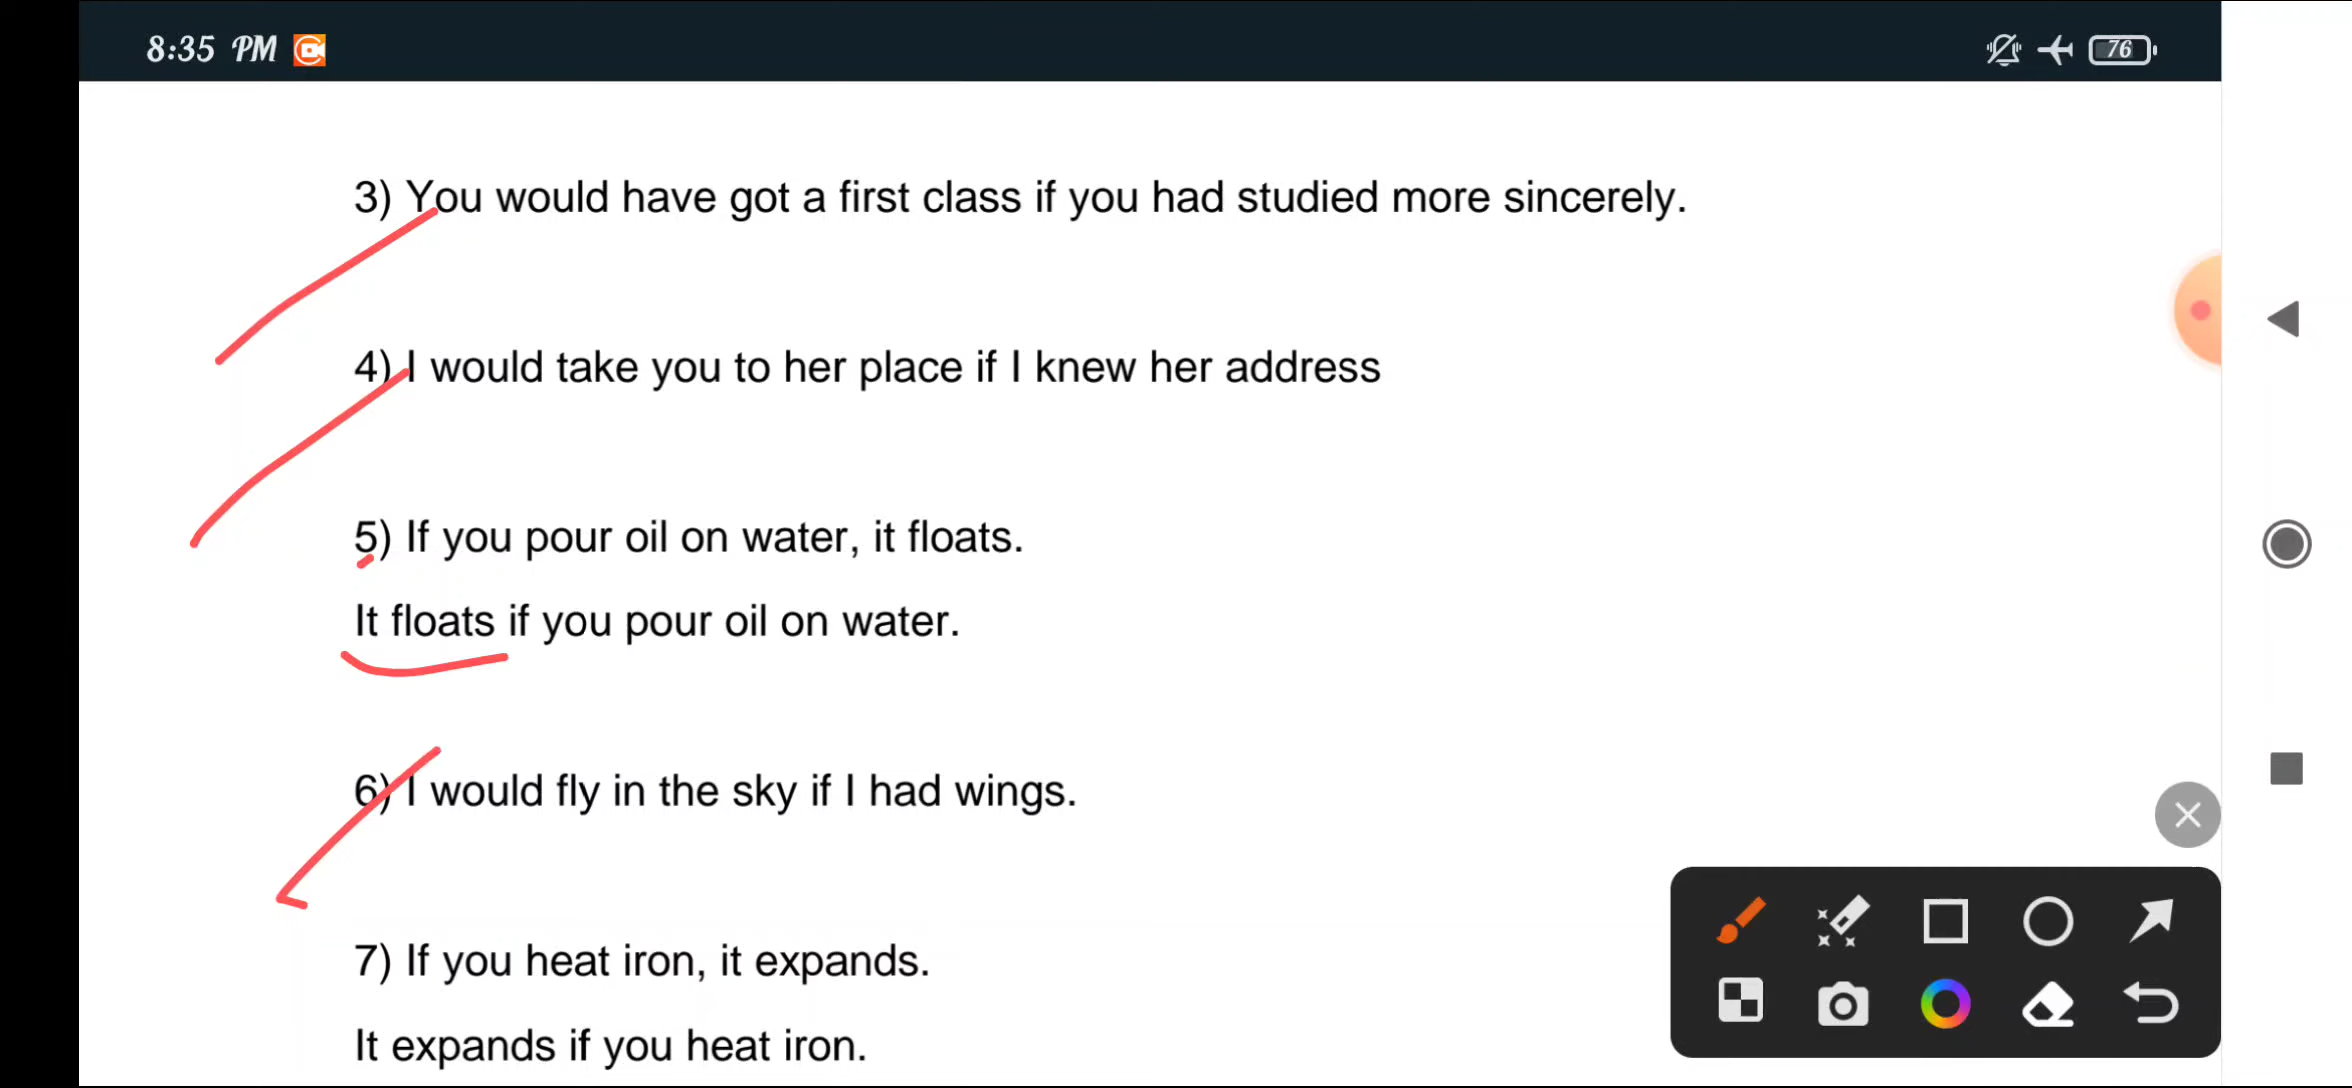 8:35 PM
76
3) You would have got a first class if you had studied more sincerely.
4) I would take you to her place if I knew her address
5) If you pour oil on water, it floats.
It floats if you pour oil on water.
6) I would fly in the sky if I had wings.
7) If you heat iron, it expands.
It expands if you heat iron.